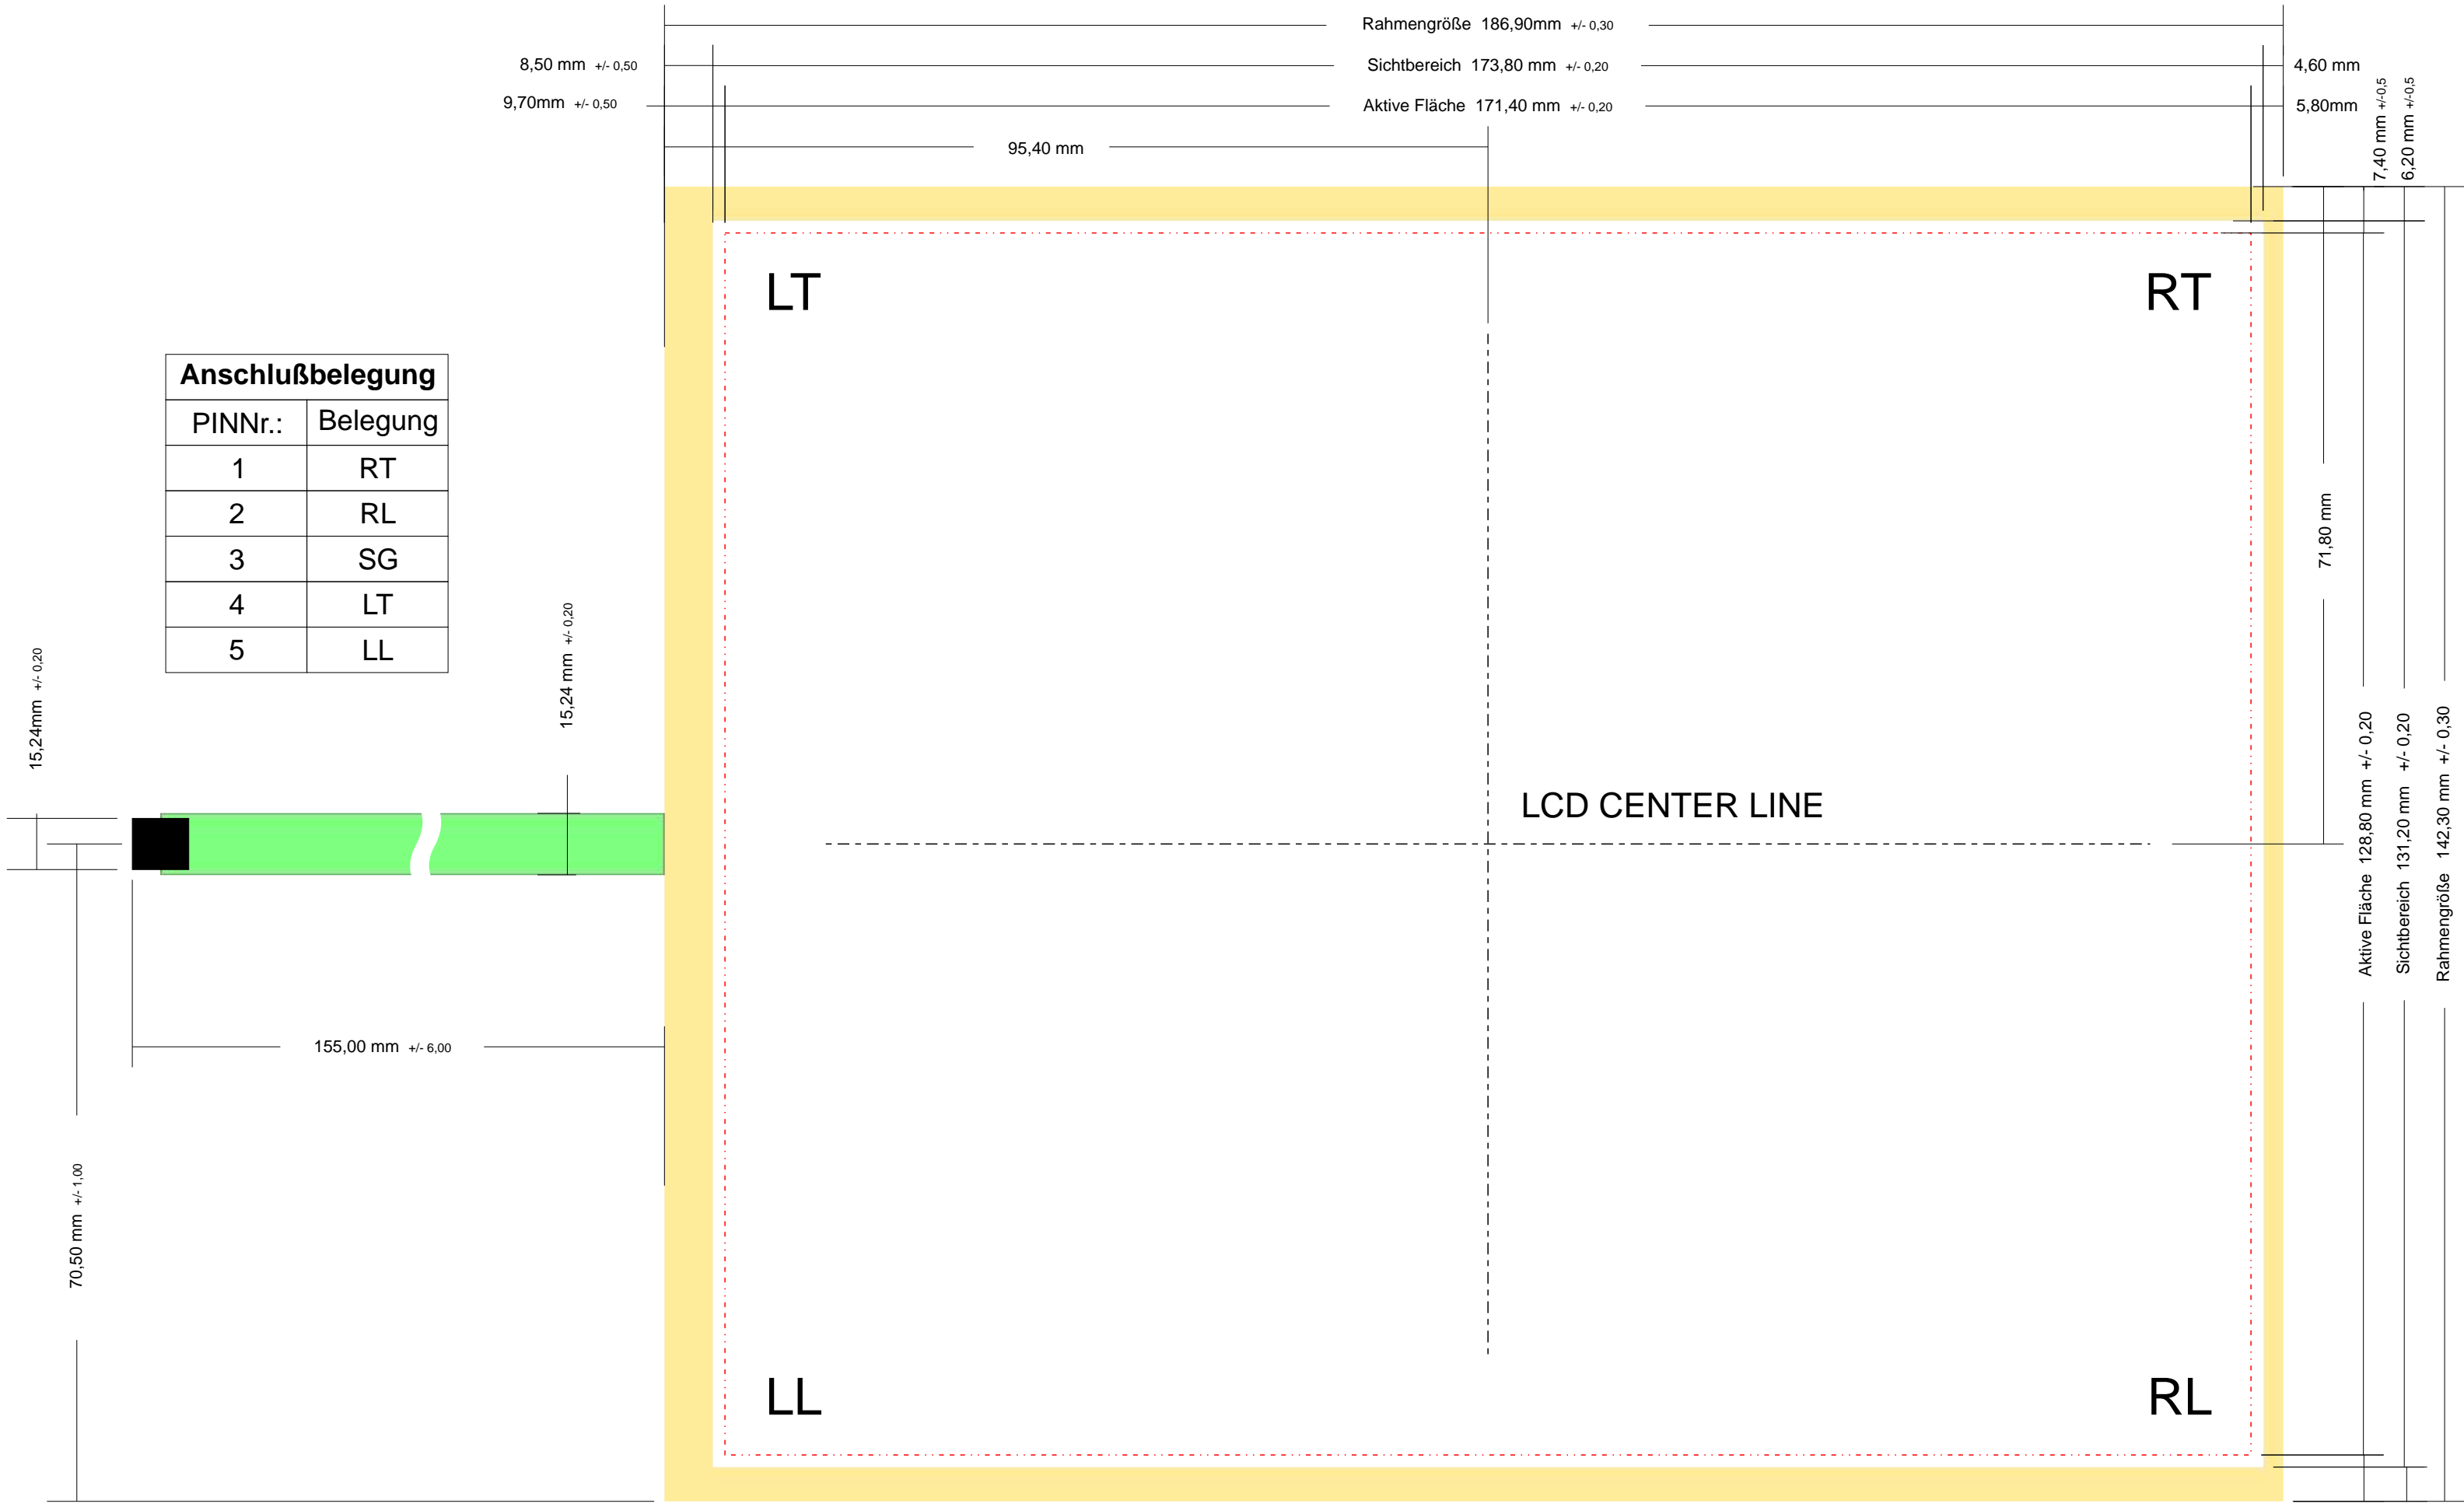 Rahmengröße 186,90mm +/- 0,30
8,50 mm +/- 0,50
Sichtbereich 173,80 mm +/- 0,20
4,60 mm
9,70mm +/- 0,50
Aktive Fläche 171,40 mm +/- 0,20
5,80mm
7,40 mm +/-0,5
6,20 mm +/-0,5
95,40 mm
LT
RT
Anschlußbelegung
PINNr.: Belegung
1 RT
2 RL
3 SG
4 LT
5 LL
71,80 mm
15,24mm +/- 0,20
15,24 mm +/- 0,20
LCD CENTER LINE
Aktive Fläche 128,80 mm +/- 0,20
Sichtbereich 131,20 mm +/- 0,20
Rahmengröße 142,30 mm +/- 0,30
155,00 mm +/- 6,00
70,50 mm +/- 1,00
LL
RL